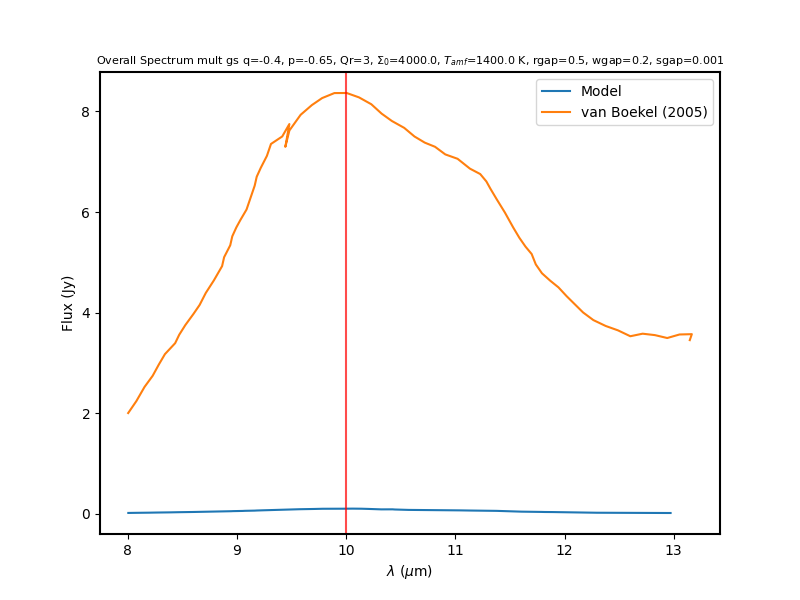 Overall Spectrum mult gs q=-0.4, p=-0.65, Qr=3, Σ₀=4000.0, T_amf=1400.0 K, rgap=0.5, wgap=0.2, sgap=0.001
Model
van Boekel (2005)
8
6
4
2
0
Flux (Jy)
8 9 10 11 12 13
λ (μm)